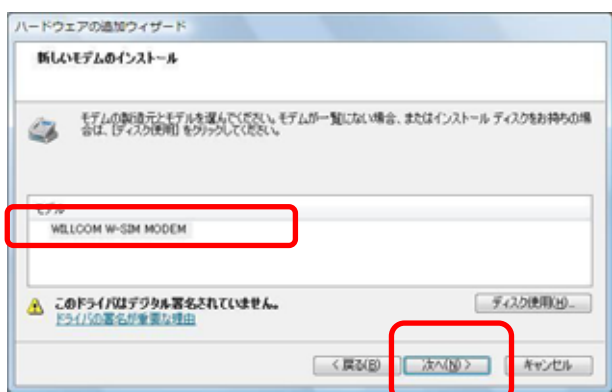 ハードウェアの追加ウィザード
新しいモデムのインストール
モデムの製造元とモデルを選んでください。モデムが一覧にない場合、またはインストール ディスクをお持ちの場
合は、[ディスク使用] をクリックしてください。
モデル
WILLCOM W-SIM MODEM
このドライバはデジタル署名されていません。
ディスク使用(H)...
ドライバの署名が重要な理由
< 戻る(B)
次へ(N) >
キャンセル